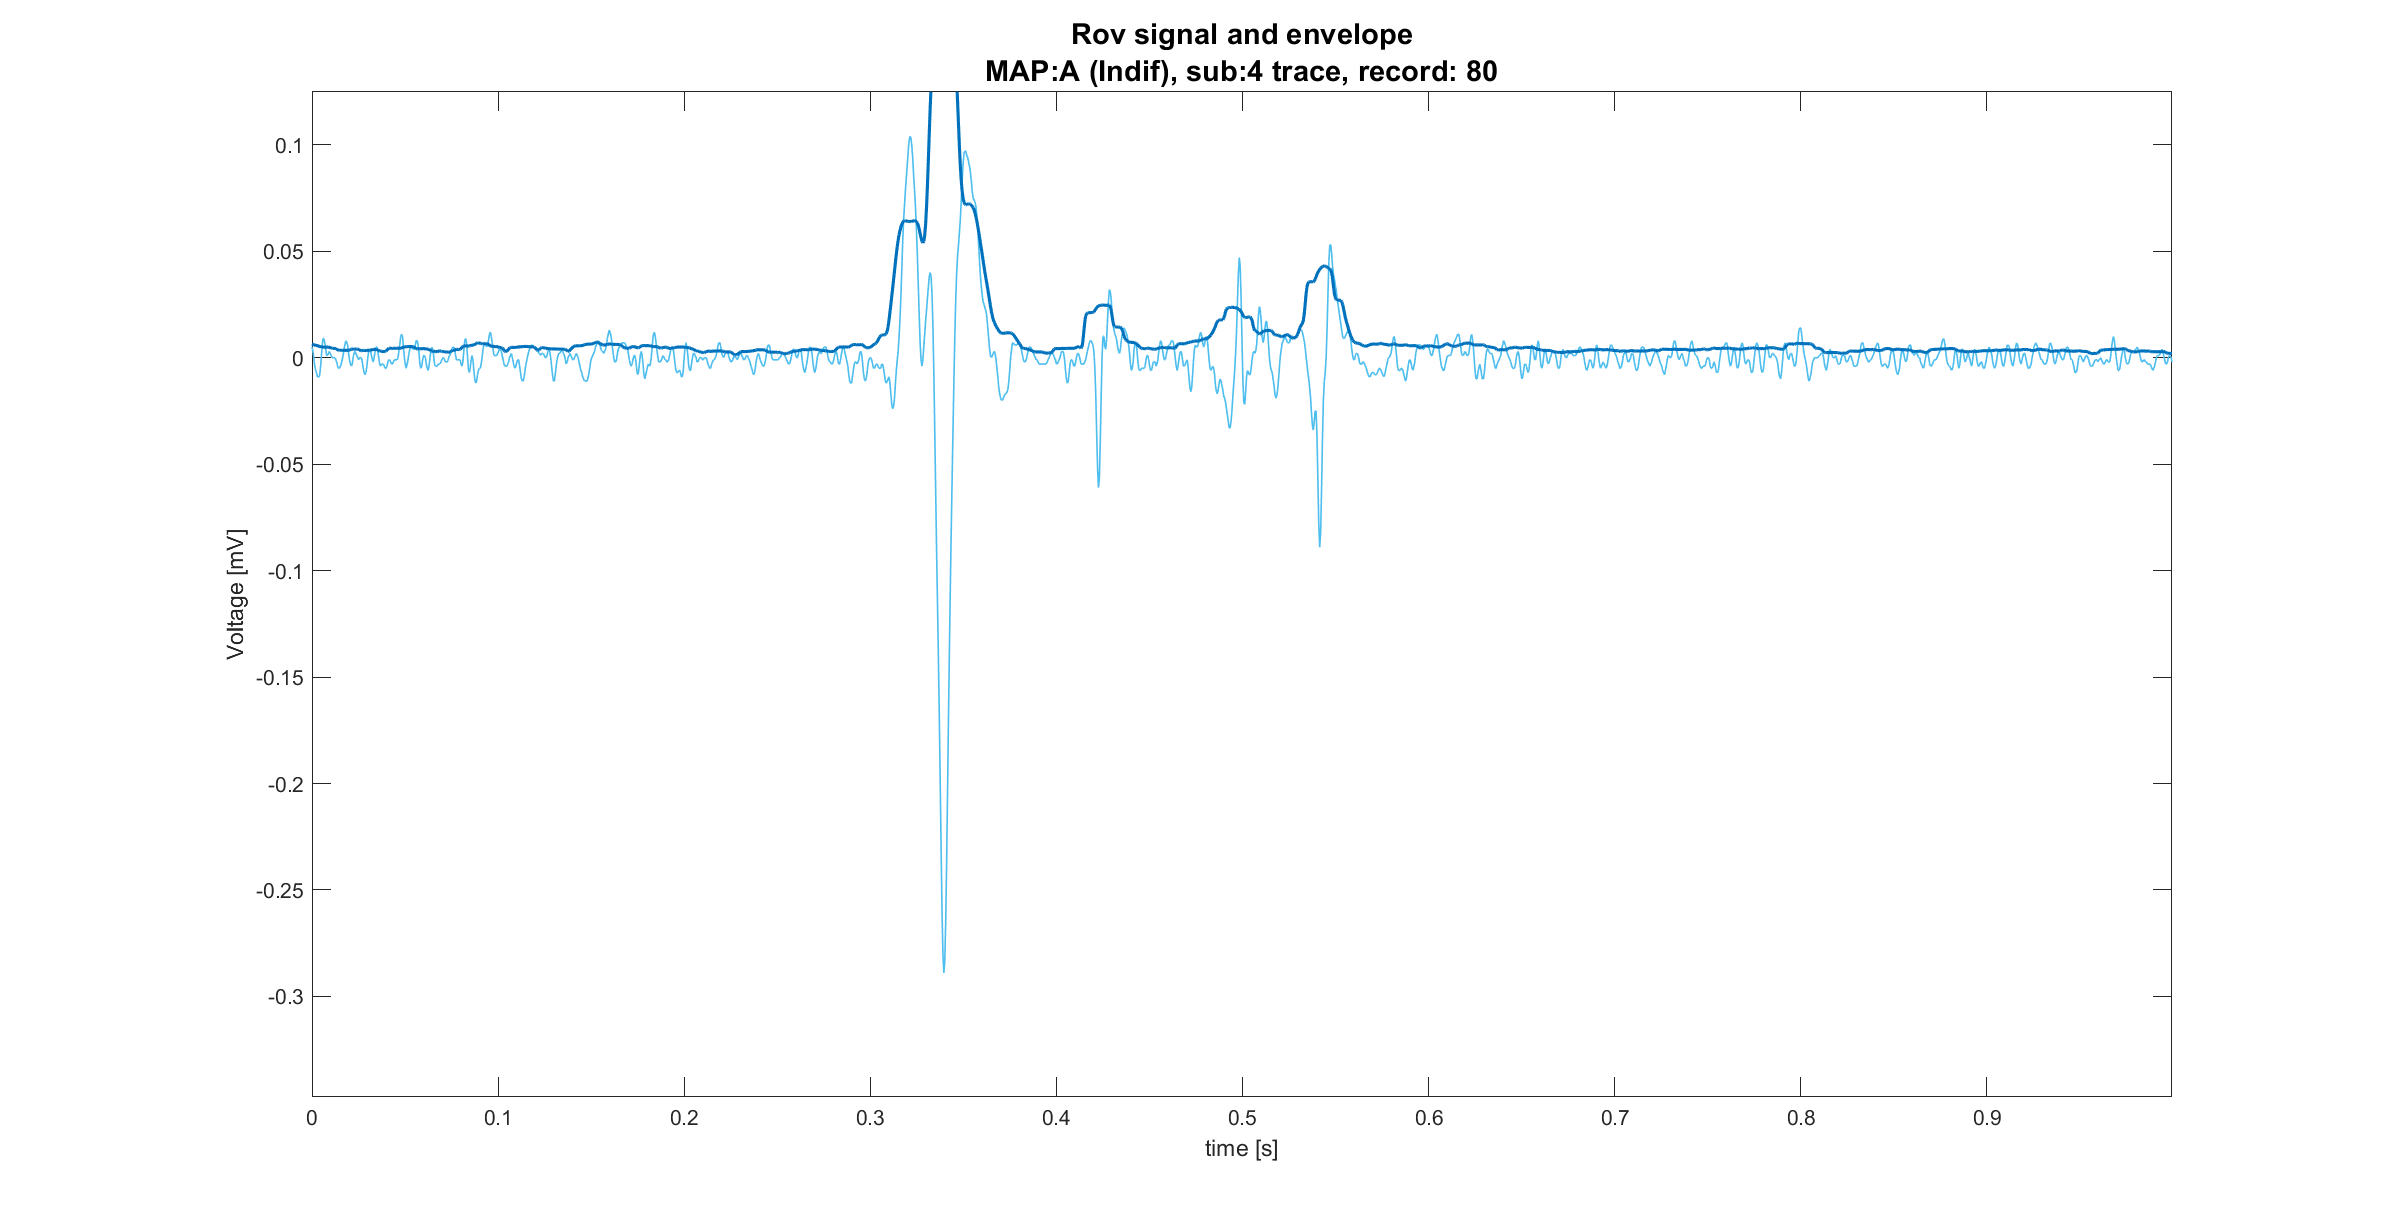 Rov signal and envelope
MAP:A (Indif), sub:4 trace, record: 80
0.1
0.05
0
-0.05
-0.1
-0.15
-0.2
-0.25
-0.3
Voltage [mV]
0 0.1 0.2 0.3 0.4 0.5 0.6 0.7 0.8 0.9
time [s]